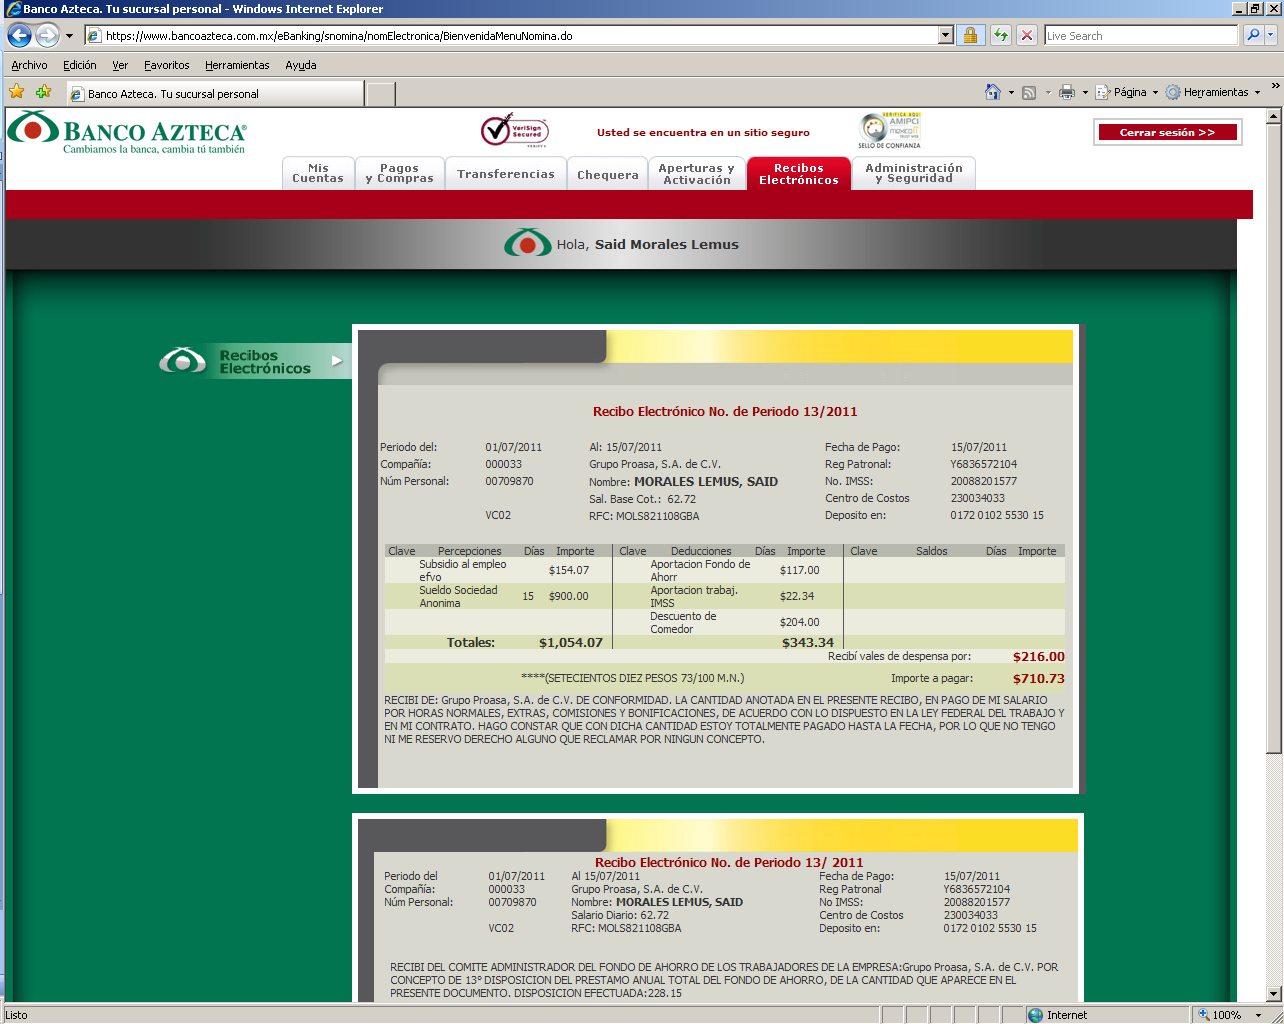 Banco Azteca. Tu sucursal personal - Windows Internet Explorer
https://www.bancoazteca.com.mx/eBanking/snomina/nomElectronica/BienvenidaMenuNomina.do
Live Search
Archivo Edición Ver Favoritos Herramientas Ayuda
Banco Azteca. Tu sucursal personal
Página Herramientas
BANCO AZTECA®
Cambiamos la banca, cambia tú también
VeriSign Secured
VERIFY
Usted se encuentra en un sitio seguro
VERIFICA AQUÍ
AMIPCI
SELLO DE CONFIANZA
Cerrar sesión >>
Mis Cuentas
Pagos y Compras
Transferencias
Chequera
Aperturas y Activación
Recibos Electrónicos
Administración y Seguridad
Hola, Said Morales Lemus
Recibos
Electrónicos
Recibo Electrónico No. de Periodo 13/2011
Periodo del: 01/07/2011 Al: 15/07/2011 Fecha de Pago: 15/07/2011
Compañía: 000033 Grupo Proasa, S.A. de C.V. Reg Patronal: Y6836572104
Núm Personal: 00709870 Nombre: MORALES LEMUS, SAID No. IMSS: 20088201577
Sal. Base Cot.: 62.72 Centro de Costos 230034033
VC02 RFC: MOLS821108GBA Deposito en: 0172 0102 5530 15
Clave Percepciones Días Importe Clave Deducciones Días Importe Clave Saldos Días Importe
Subsidio al empleo efvo $154.07 Aportacion Fondo de Ahorr $117.00
Sueldo Sociedad Anonima 15 $900.00 Aportacion trabaj. IMSS $22.34
Descuento de Comedor $204.00
Totales: $1,054.07 $343.34
Recibí vales de despensa por: $216.00
****(SETECIENTOS DIEZ PESOS 73/100 M.N.) Importe a pagar: $710.73
RECIBI DE: Grupo Proasa, S.A. de C.V. DE CONFORMIDAD. LA CANTIDAD ANOTADA EN EL PRESENTE RECIBO, EN PAGO DE MI SALARIO
POR HORAS NORMALES, EXTRAS, COMISIONES Y BONIFICACIONES, DE ACUERDO CON LO DISPUESTO EN LA LEY FEDERAL DEL TRABAJO Y
EN MI CONTRATO. HAGO CONSTAR QUE CON DICHA CANTIDAD ESTOY TOTALMENTE PAGADO HASTA LA FECHA, POR LO QUE NO TENGO
NI ME RESERVO DERECHO ALGUNO QUE RECLAMAR POR NINGUN CONCEPTO.
Recibo Electrónico No. de Periodo 13/ 2011
Periodo del 01/07/2011 Al 15/07/2011 Fecha de Pago: 15/07/2011
Compañía: 000033 Grupo Proasa, S.A. de C.V. Reg Patronal Y6836572104
Núm Personal: 00709870 Nombre: MORALES LEMUS, SAID No IMSS: 20088201577
Salario Diario: 62.72 Centro de Costos 230034033
VC02 RFC: MOLS821108GBA Deposito en: 0172 0102 5530 15
RECIBI DEL COMITE ADMINISTRADOR DEL FONDO DE AHORRO DE LOS TRABAJADORES DE LA EMPRESA:Grupo Proasa, S.A. de C.V. POR
CONCEPTO DE 13º DISPOSICION DEL PRESTAMO ANUAL TOTAL DEL FONDO DE AHORRO, DE LA CANTIDAD QUE APARECE EN EL
PRESENTE DOCUMENTO. DISPOSICION EFECTUADA:228.15
Listo Internet 100%